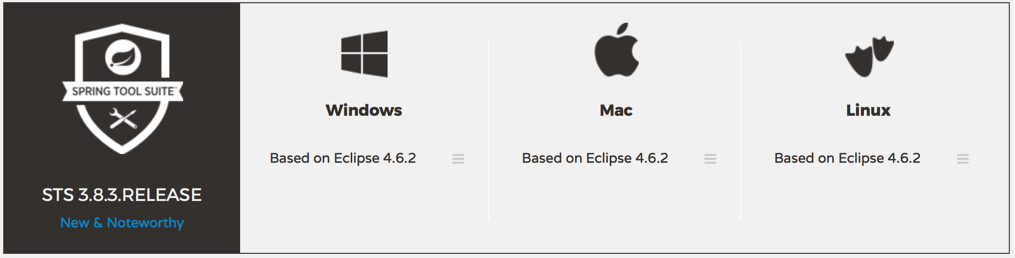 SPRING TOOL SUITE™
STS 3.8.3.RELEASE
New & Noteworthy
Windows
Based on Eclipse 4.6.2
Mac
Based on Eclipse 4.6.2
Linux
Based on Eclipse 4.6.2